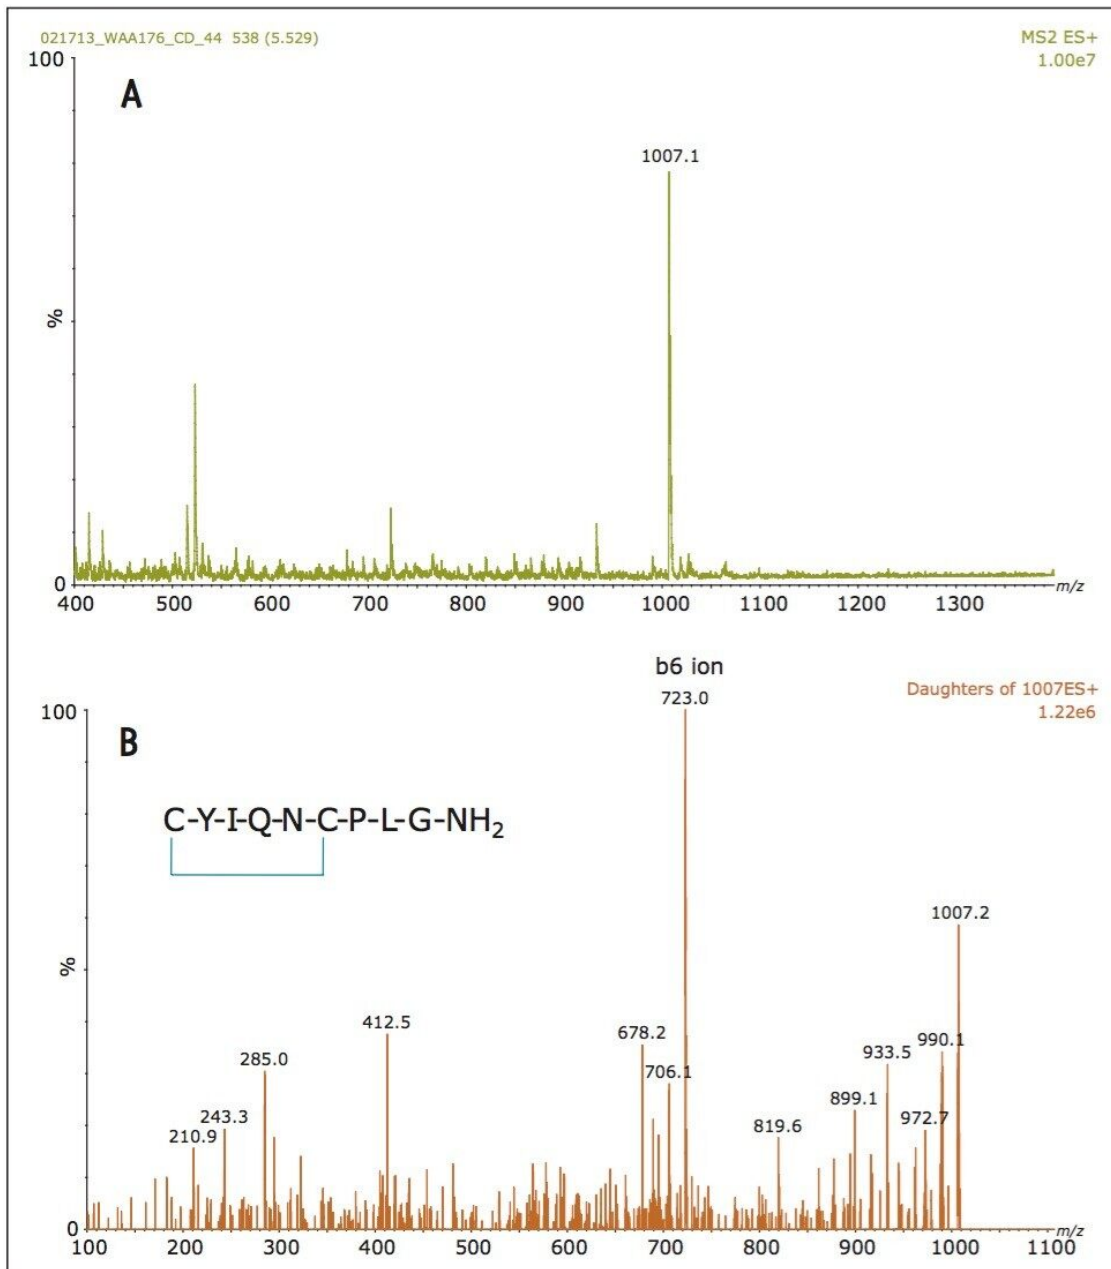 021713_WAA176_CD_44 538 (5.529)
MS2 ES+
1.00e7
100
A
1007.1
%
0
400 500 600 700 800 900 1000 1100 1200 1300 m/z
b6 ion
723.0
Daughters of 1007ES+
1.22e6
100
B
C-Y-I-Q-N-C-P-L-G-NH₂
1007.2
%
412.5
678.2
990.1
285.0
706.1
933.5
243.3
899.1
972.7
210.9
819.6
0
100 200 300 400 500 600 700 800 900 1000 1100 m/z